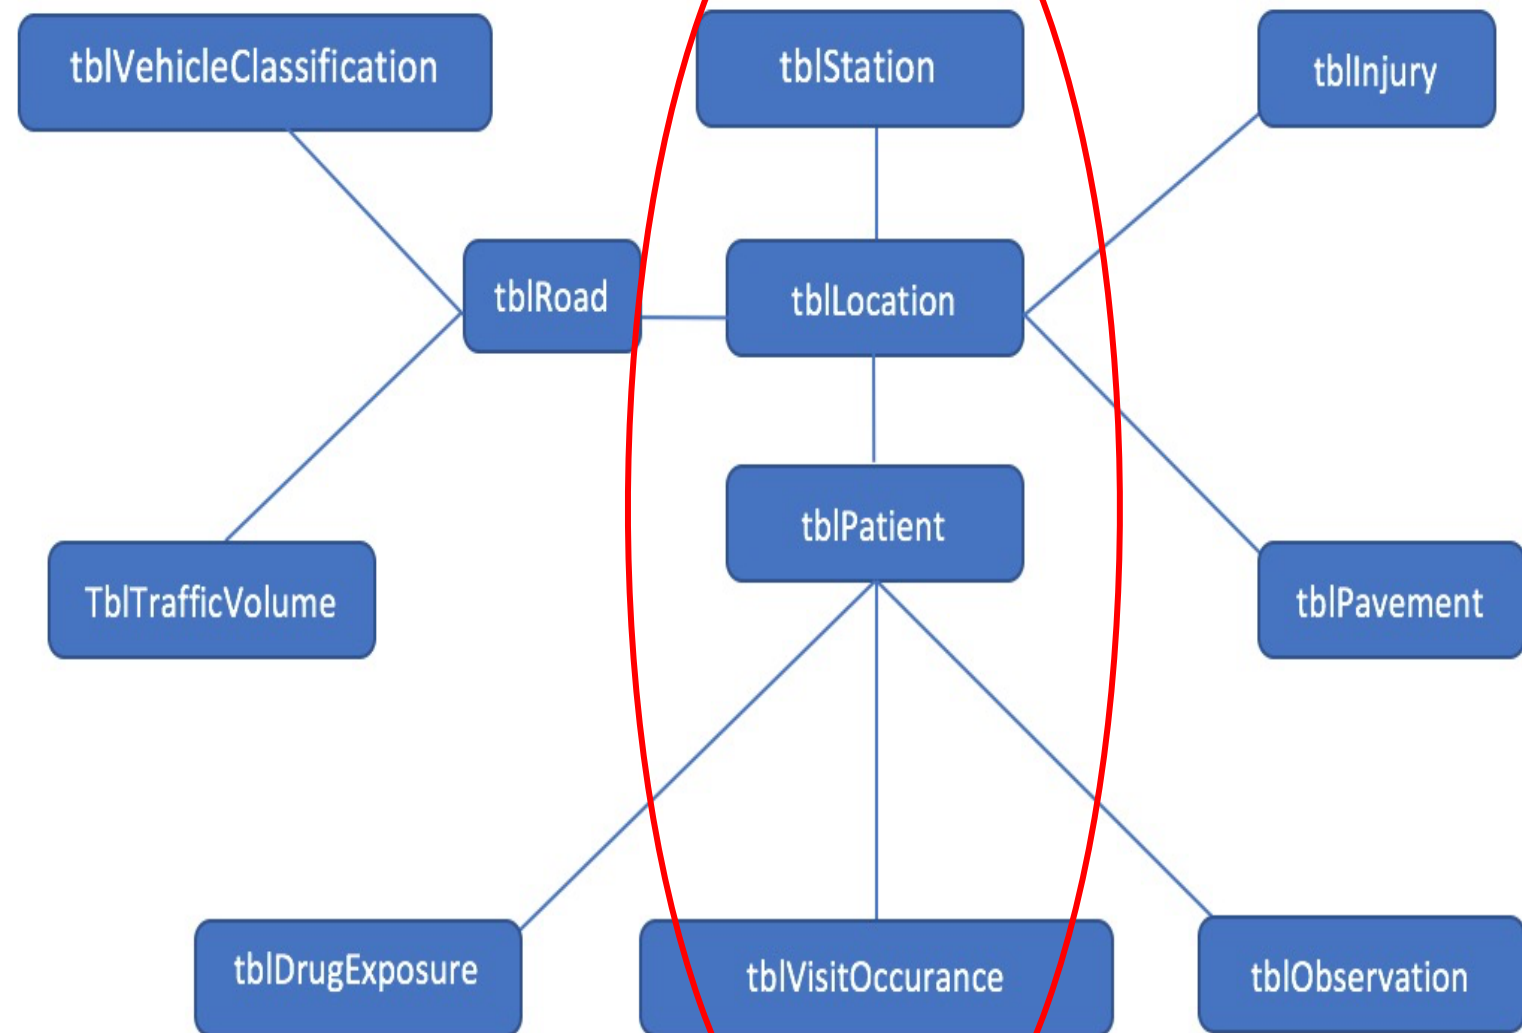 tblVehicleClassification
tblStation
tblInjury
tblRoad
tblLocation
tblPatient
TblTrafficVolume
tblPavement
tblDrugExposure
tblVisitOccurance
tblObservation